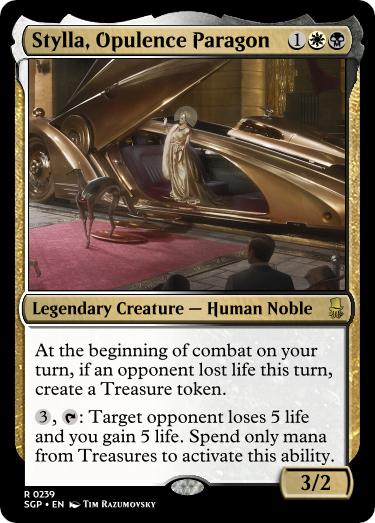 Stylla, Opulence Paragon 1
Legendary Creature — Human Noble
At the beginning of combat on your
turn, if an opponent lost life this turn,
create a Treasure token.
3, : Target opponent loses 5 life
and you gain 5 life. Spend only mana
from Treasures to activate this ability.
3/2
R 0239
SGP • EN Tim Razumovsky